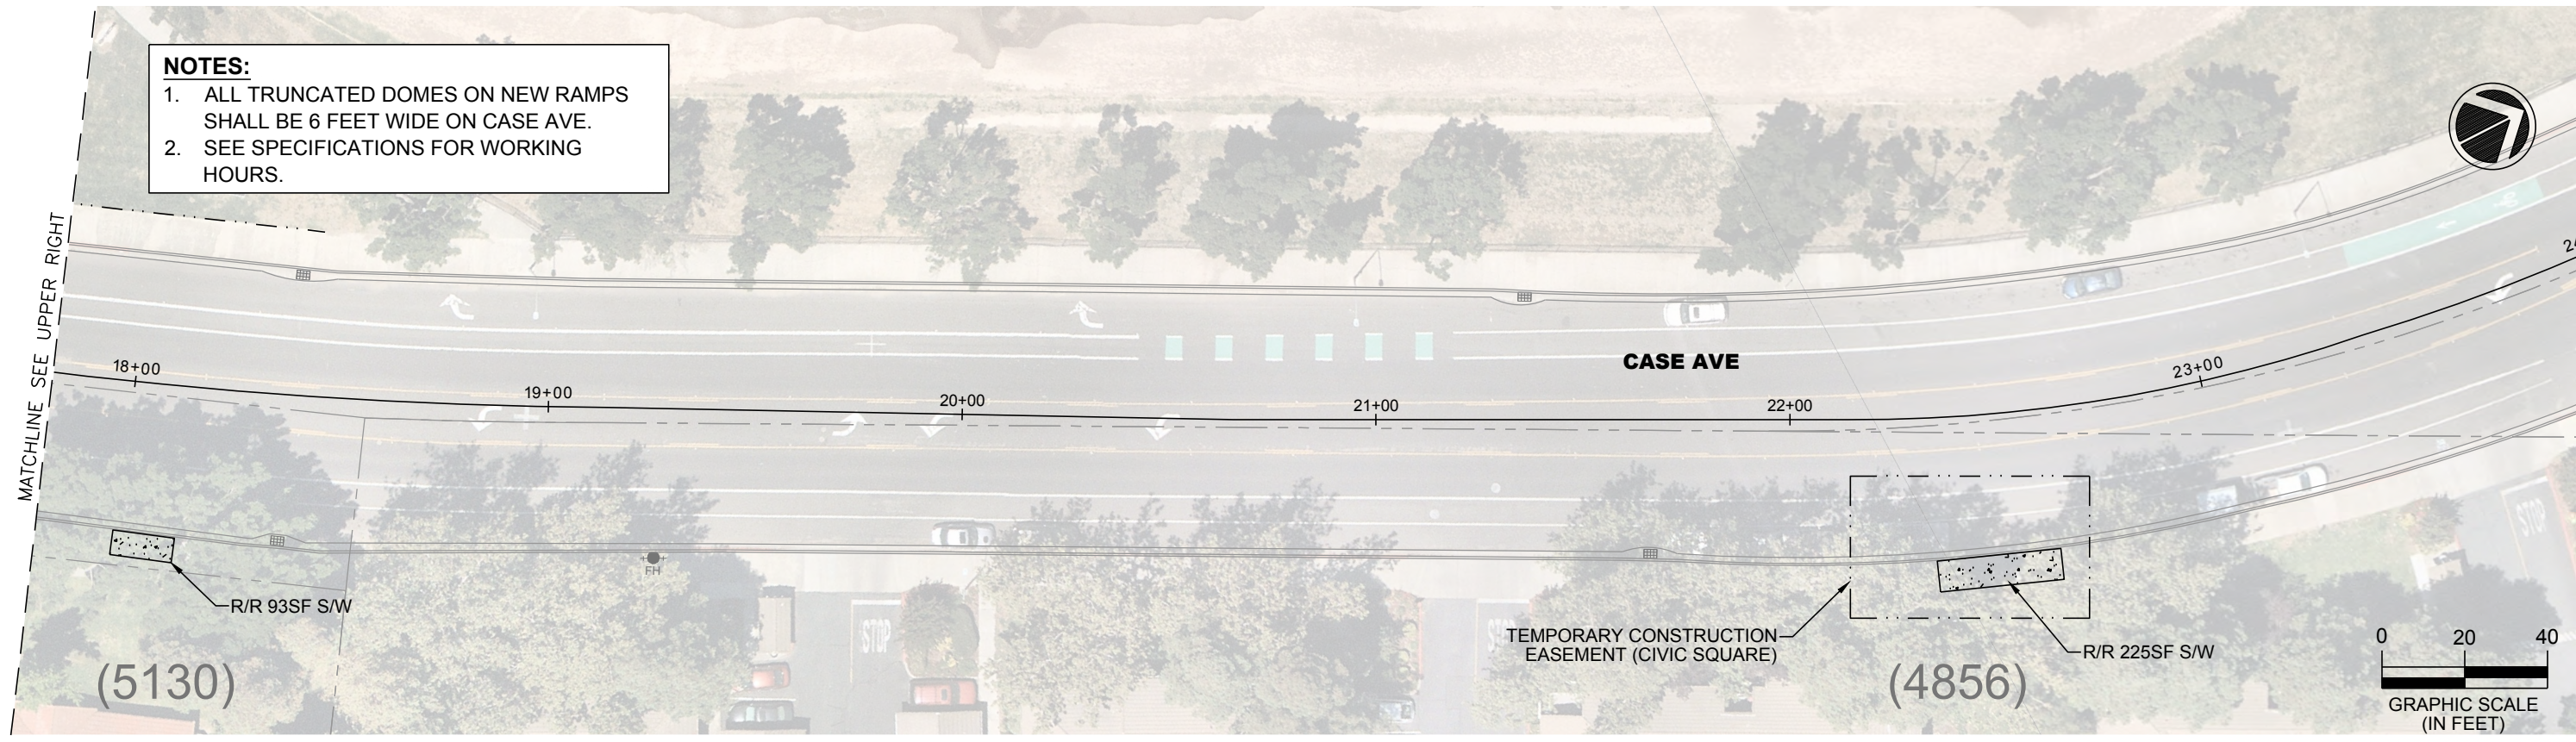 NOTES:
1. ALL TRUNCATED DOMES ON NEW RAMPS
SHALL BE 6 FEET WIDE ON CASE AVE.
2. SEE SPECIFICATIONS FOR WORKING
HOURS.
MATCHLINE SEE UPPER RIGHT
18+00
19+00
20+00
21+00
22+00
23+00
CASE AVE
FH
R/R 93SF S/W
(5130)
STOP
STOP
TEMPORARY CONSTRUCTION
EASEMENT (CIVIC SQUARE)
(4856)
R/R 225SF S/W
0 20 40
GRAPHIC SCALE
(IN FEET)